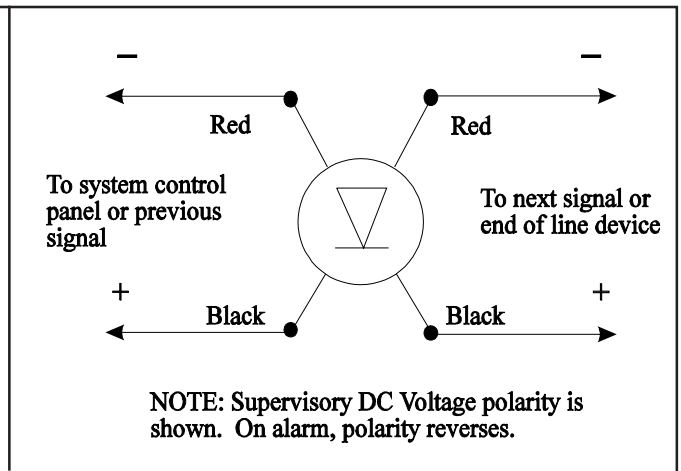 − −
Red Red
To system control
panel or previous
signal
To next signal or
end of line device
+ +
Black Black
NOTE: Supervisory DC Voltage polarity is
shown. On alarm, polarity reverses.